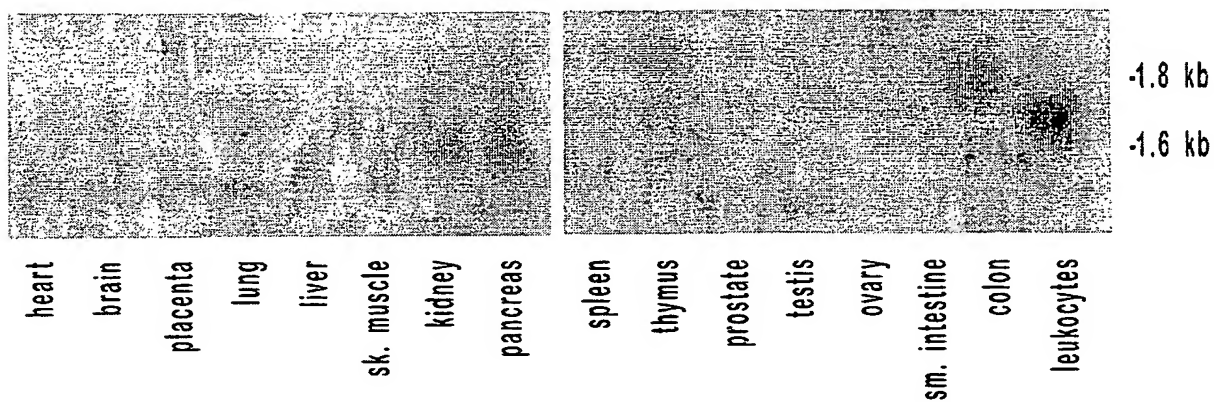 -1.8 kb
-1.6 kb
heart
brain
placenta
lung
liver
sk. muscle
kidney
pancreas
spleen
thymus
prostate
testis
ovary
sm. intestine
colon
leukocytes